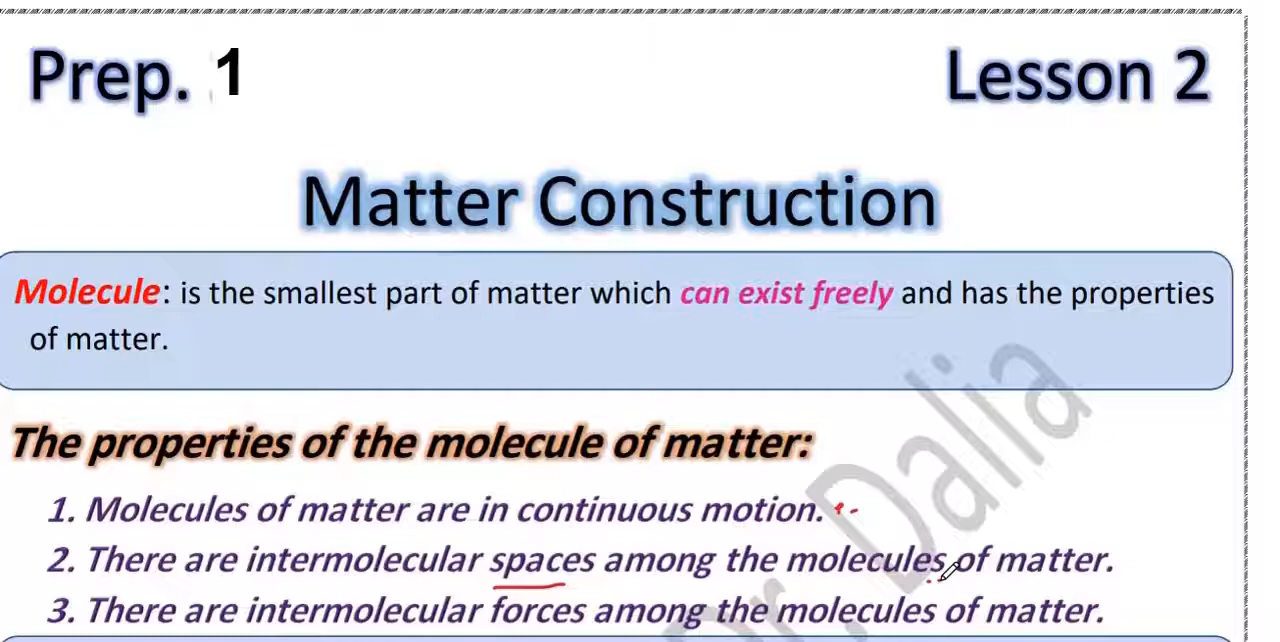 Prep. 1
Lesson 2
Matter Construction
Molecule: is the smallest part of matter which can exist freely and has the properties
of matter.
The properties of the molecule of matter:
1. Molecules of matter are in continuous motion.
2. There are intermolecular spaces among the molecules of matter.
3. There are intermolecular forces among the molecules of matter.
Dr. Dalia